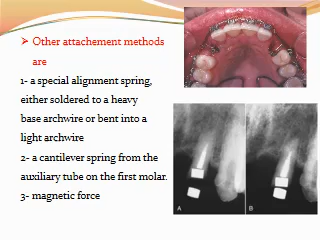 ➢ Other attachement methods
are
1- a special alignment spring,
either soldered to a heavy
base archwire or bent into a
light archwire
2- a cantilever spring from the
auxiliary tube on the first molar.
3- magnetic force
A
B